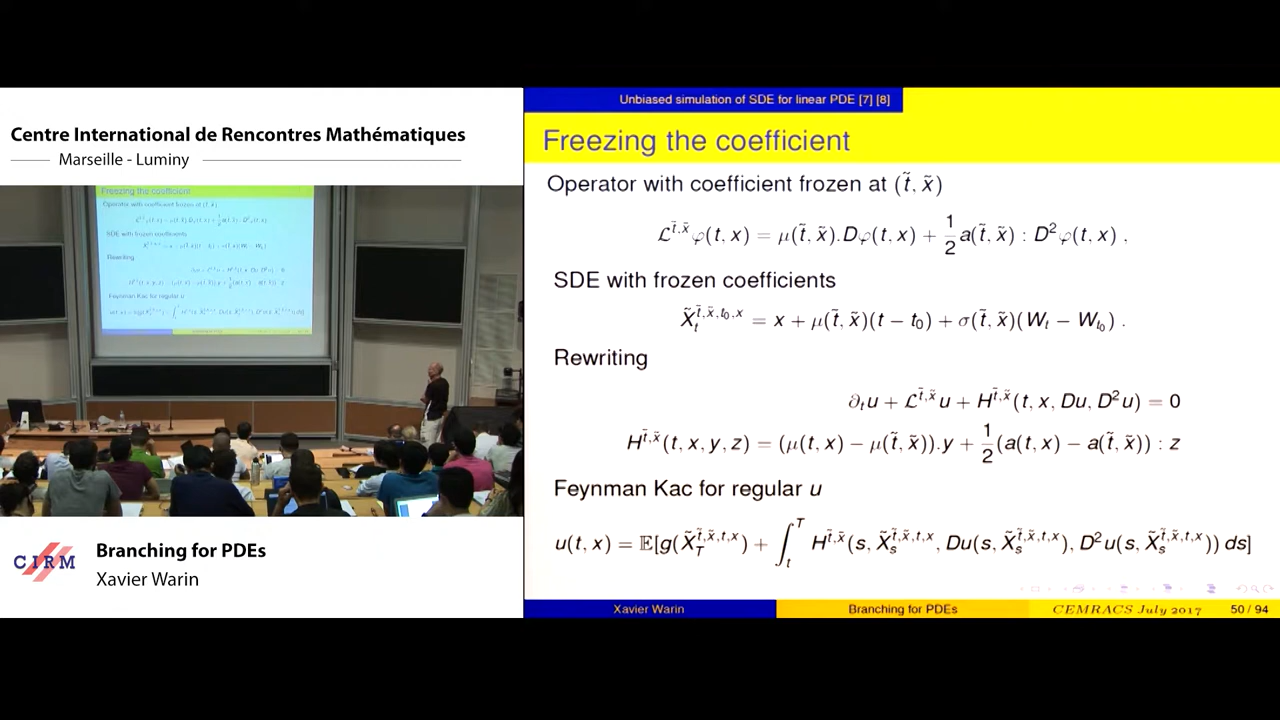 Centre International de Rencontres Mathématiques
Marseille - Luminy
CIRM
Branching for PDEs
Xavier Warin
Unbiased simulation of SDE for linear PDE [7] [8]
Freezing the coefficient
Operator with coefficient frozen at (t̃, x̃)
ℒ^{t̃,x̃}φ(t, x) = μ(t̃, x̃).Dφ(t, x) + ½a(t̃, x̃) : D²φ(t, x) ,
SDE with frozen coefficients
X̃_t^{t̃,x̃,t₀,x} = x + μ(t̃, x̃)(t − t₀) + σ(t̃, x̃)(W_t − W_{t₀}) .
Rewriting
∂_t u + ℒ^{t̃,x̃}u + H^{t̃,x̃}(t, x, Du, D²u) = 0
H^{t̃,x̃}(t, x, y, z) = (μ(t, x) − μ(t̃, x̃)).y + ½(a(t, x) − a(t̃, x̃)) : z
Feynman Kac for regular u
u(t, x) = 𝔼[g(X̃_T^{t̃,x̃,t,x}) + ∫_t^T H^{t̃,x̃}(s, X̃_s^{t̃,x̃,t,x}, Du(s, X̃_s^{t̃,x̃,t,x}), D²u(s, X̃_s^{t̃,x̃,t,x})) ds]
Xavier Warin
Branching for PDEs
CEMRACS July 2017
50 / 94